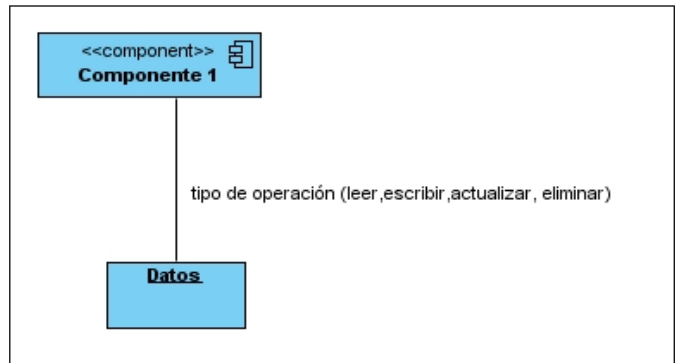 <<component>>
Componente 1
tipo de operación (leer,escribir,actualizar, eliminar)
Datos